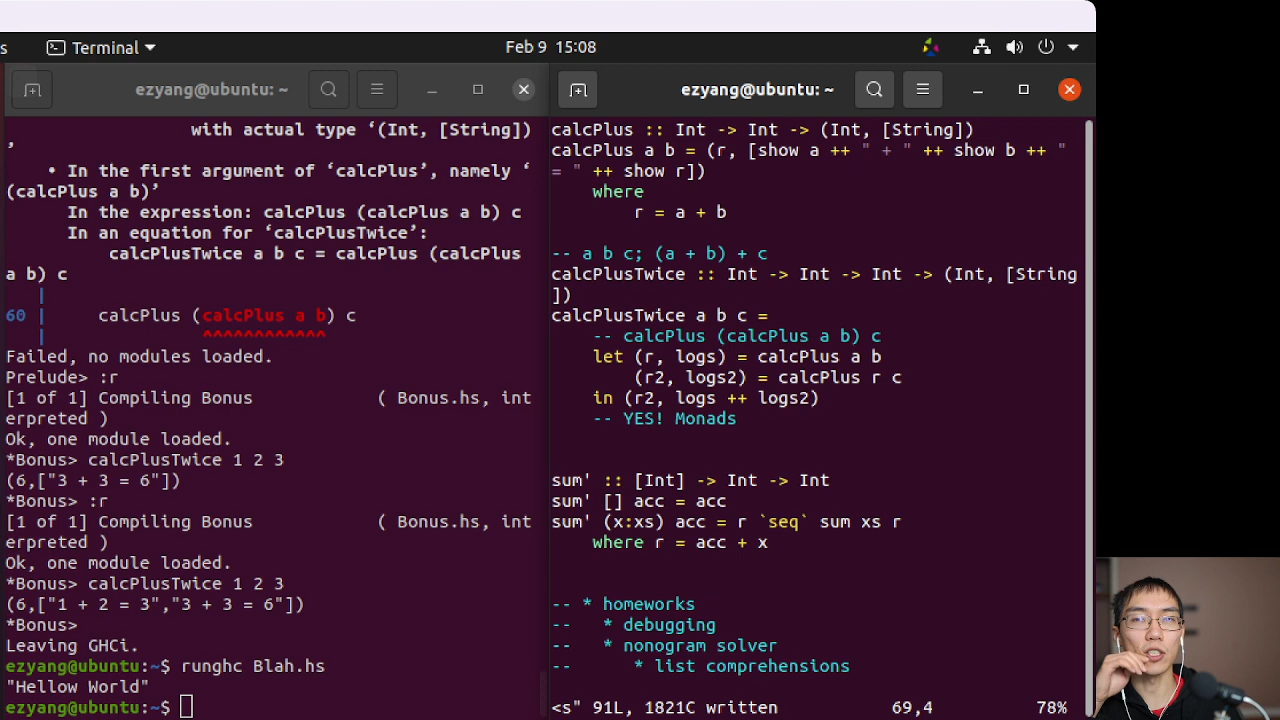 s
Terminal
Feb 9 15:08
ezyang@ubuntu: ~
with actual type ‘(Int, [String])
’
• In the first argument of ‘calcPlus’, namely ‘
(calcPlus a b)’
In the expression: calcPlus (calcPlus a b) c
In an equation for ‘calcPlusTwice’:
calcPlusTwice a b c = calcPlus (calcPlus
a b) c
|
60 | calcPlus (calcPlus a b) c
| ^^^^^^^^^^^^
Failed, no modules loaded.
Prelude> :r
[1 of 1] Compiling Bonus ( Bonus.hs, int
erpreted )
Ok, one module loaded.
*Bonus> calcPlusTwice 1 2 3
(6,["3 + 3 = 6"])
*Bonus> :r
[1 of 1] Compiling Bonus ( Bonus.hs, int
erpreted )
Ok, one module loaded.
*Bonus> calcPlusTwice 1 2 3
(6,["1 + 2 = 3","3 + 3 = 6"])
*Bonus>
Leaving GHCi.
ezyang@ubuntu:~$ runghc Blah.hs
"Hellow World"
ezyang@ubuntu:~$
ezyang@ubuntu: ~
calcPlus :: Int -> Int -> (Int, [String])
calcPlus a b = (r, [show a ++ " + " ++ show b ++ "
= " ++ show r])
where
r = a + b
-- a b c; (a + b) + c
calcPlusTwice :: Int -> Int -> Int -> (Int, [String
])
calcPlusTwice a b c =
-- calcPlus (calcPlus a b) c
let (r, logs) = calcPlus a b
(r2, logs2) = calcPlus r c
in (r2, logs ++ logs2)
-- YES! Monads
sum' :: [Int] -> Int -> Int
sum' [] acc = acc
sum' (x:xs) acc = r `seq` sum xs r
where r = acc + x
-- * homeworks
-- * debugging
-- * nonogram solver
-- * list comprehensions
<s" 91L, 1821C written 69,4 78%